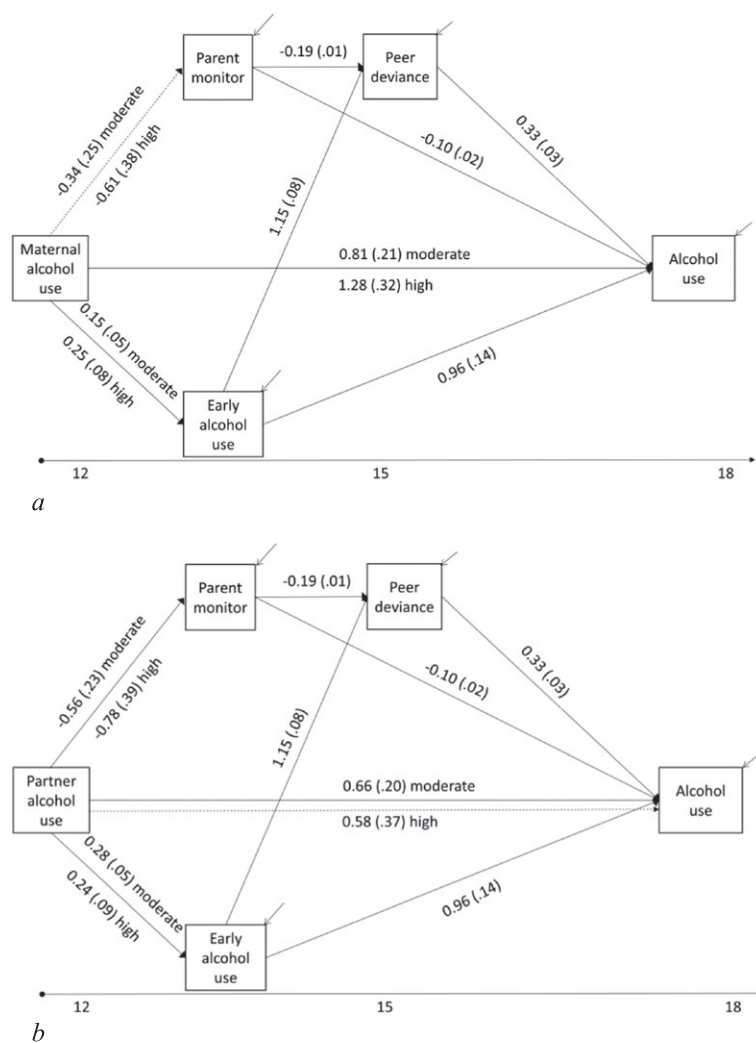 Parent
monitor
-0.19 (.01)
Peer
deviance
-0.34 (.25) moderate
-0.61 (.38) high
-0.10 (.02)
0.33 (.03)
1.15 (.08)
Maternal
alcohol
use
0.81 (.21) moderate
1.28 (.32) high
Alcohol
use
0.15 (.05) moderate
0.25 (.08) high
0.96 (.14)
Early
alcohol
use
12 15 18
a
Parent
monitor
-0.19 (.01)
Peer
deviance
-0.56 (.23) moderate
-0.78 (.39) high
-0.10 (.02)
0.33 (.03)
1.15 (.08)
Partner
alcohol
use
0.66 (.20) moderate
0.58 (.37) high
Alcohol
use
0.28 (.05) moderate
0.24 (.09) high
0.96 (.14)
Early
alcohol
use
12 15 18
b